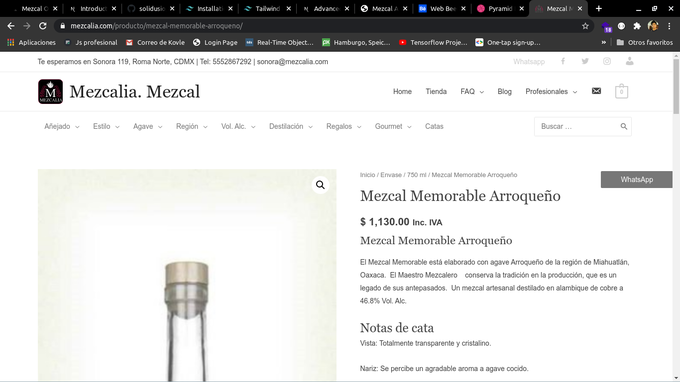 Mezcal C
Introduc
solidusio
Installatio
Tailwind
Advance
Mezcal A
Web Bee
Pyramid
Mezcal M
mezcalia.com/producto/mezcal-memorable-arroqueno/
18
Aplicaciones Js profesional Correo de Kovle Login Page Real-Time Object… Hamburgo, Speic… Tensorflow Proje… One-tap sign-up… » Otros favoritos
Te esperamos en Sonora 119, Roma Norte, CDMX | Tel: 5552867292 | sonora@mezcalia.com
Whatsapp
M
MEZCALIA
Mezcalia. Mezcal
Home Tienda FAQ Blog Profesionales 0
Añejado Estilo Agave Región Vol. Alc. Destilación Regalos Gourmet Catas
Buscar …
Inicio / Envase / 750 ml / Mezcal Memorable Arroqueño
WhatsApp
Mezcal Memorable Arroqueño
$ 1,130.00 Inc. IVA
Mezcal Memorable Arroqueño
El Mezcal Memorable está elaborado con agave Arroqueño de la región de Miahuatlán,
Oaxaca. El Maestro Mezcalero conserva la tradición en la producción, que es un
legado de sus antepasados. Un mezcal artesanal destilado en alambique de cobre a
46.8% Vol. Alc.
Notas de cata
Vista: Totalmente transparente y cristalino.
Nariz: Se percibe un agradable aroma a agave cocido.